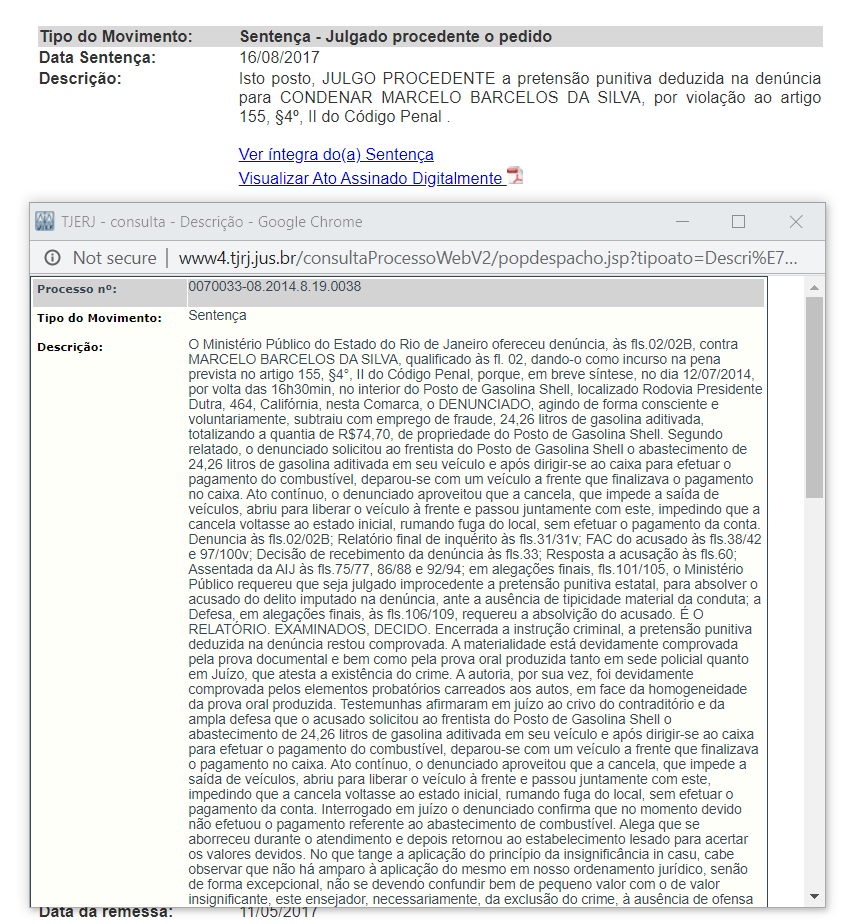 Tipo do Movimento: Sentença - Julgado procedente o pedido
Data Sentença: 16/08/2017
Descrição: Isto posto, JULGO PROCEDENTE a pretensão punitiva deduzida na denúncia
para CONDENAR MARCELO BARCELOS DA SILVA, por violação ao artigo
155, §4º, II do Código Penal .
Ver íntegra do(a) Sentença
Visualizar Ato Assinado Digitalmente
TJERJ - consulta - Descrição - Google Chrome
Not secure | www4.tjrj.jus.br/consultaProcessoWebV2/popdespacho.jsp?tipoato=Descri%E7...
Processo nº: 0070033-08.2014.8.19.0038
Tipo do Movimento: Sentença
Descrição: O Ministério Público do Estado do Rio de Janeiro ofereceu denúncia, às fls.02/02B, contra
MARCELO BARCELOS DA SILVA, qualificado às fl. 02, dando-o como incurso na pena
prevista no artigo 155, §4°, II do Código Penal, porque, em breve síntese, no dia 12/07/2014,
por volta das 16h30min, no interior do Posto de Gasolina Shell, localizado Rodovia Presidente
Dutra, 464, Califórnia, nesta Comarca, o DENUNCIADO, agindo de forma consciente e
voluntariamente, subtraiu com emprego de fraude, 24,26 litros de gasolina aditivada,
totalizando a quantia de R$74,70, de propriedade do Posto de Gasolina Shell. Segundo
relatado, o denunciado solicitou ao frentista do Posto de Gasolina Shell o abastecimento de
24,26 litros de gasolina aditivada em seu veículo e após dirigir-se ao caixa para efetuar o
pagamento do combustível, deparou-se com um veículo a frente que finalizava o pagamento
no caixa. Ato contínuo, o denunciado aproveitou que a cancela, que impede a saída de
veículos, abriu para liberar o veículo à frente e passou juntamente com este, impedindo que a
cancela voltasse ao estado inicial, rumando fuga do local, sem efetuar o pagamento da conta.
Denuncia às fls.02/02B; Relatório final de inquérito às fls.31/31v; FAC do acusado às fls.38/42
e 97/100v; Decisão de recebimento da denúncia às fls.33; Resposta a acusação às fls.60;
Assentada da AIJ às fls.75/77, 86/88 e 92/94; em alegações finais, fls.101/105, o Ministério
Público requereu que seja julgado improcedente a pretensão punitiva estatal, para absolver o
acusado do delito imputado na denúncia, ante a ausência de tipicidade material da conduta; a
Defesa, em alegações finais, às fls.106/109, requereu a absolvição do acusado. É O
RELATÓRIO. EXAMINADOS, DECIDO. Encerrada a instrução criminal, a pretensão punitiva
deduzida na denúncia restou comprovada. A materialidade está devidamente comprovada
pela prova documental e bem como pela prova oral produzida tanto em sede policial quanto
em Juízo, que atesta a existência do crime. A autoria, por sua vez, foi devidamente
comprovada pelos elementos probatórios carreados aos autos, em face da homogeneidade
da prova oral produzida. Testemunhas afirmaram em juízo ao crivo do contraditório e da
ampla defesa que o acusado solicitou ao frentista do Posto de Gasolina Shell o
abastecimento de 24,26 litros de gasolina aditivada em seu veículo e após dirigir-se ao caixa
para efetuar o pagamento do combustível, deparou-se com um veículo a frente que finalizava
o pagamento no caixa. Ato contínuo, o denunciado aproveitou que a cancela, que impede a
saída de veículos, abriu para liberar o veículo à frente e passou juntamente com este,
impedindo que a cancela voltasse ao estado inicial, rumando fuga do local, sem efetuar o
pagamento da conta. Interrogado em juízo o denunciado confirma que no momento devido
não efetuou o pagamento referente ao abastecimento de combustível. Alega que se
aborreceu durante o atendimento e depois retornou ao estabelecimento lesado para acertar
os valores devidos. No que tange a aplicação do princípio da insignificância in casu, cabe
observar que não há amparo à aplicação do mesmo em nosso ordenamento jurídico, senão
de forma excepcional, não se devendo confundir bem de pequeno valor com o de valor
insignificante, este ensejador, necessariamente, da exclusão do crime, à ausência de ofensa
Data da remessa: 11/05/2017